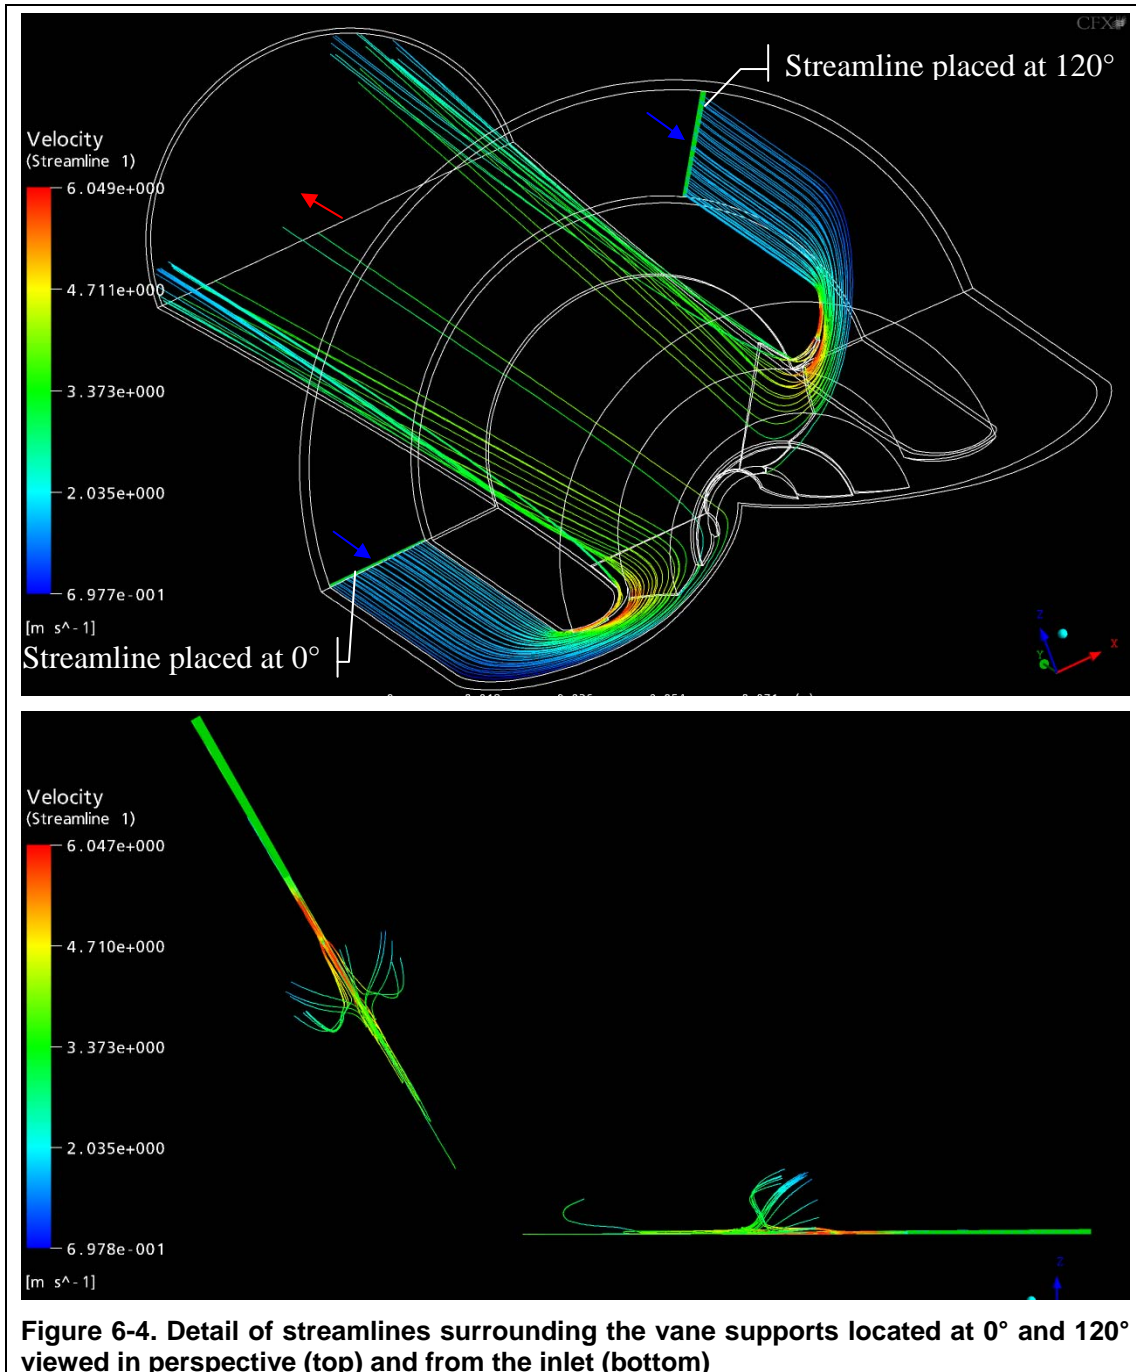 CFX
Streamline placed at 120°
Velocity
(Streamline 1)
6.049e+000
4.711e+000
3.373e+000
2.035e+000
6.977e-001
[m s^-1]
Streamline placed at 0°
Z
Y
X
Velocity
(Streamline 1)
6.047e+000
4.710e+000
3.373e+000
2.035e+000
6.978e-001
[m s^-1]
Z
Figure 6-4. Detail of streamlines surrounding the vane supports located at 0° and 120°
viewed in perspective (top) and from the inlet (bottom)